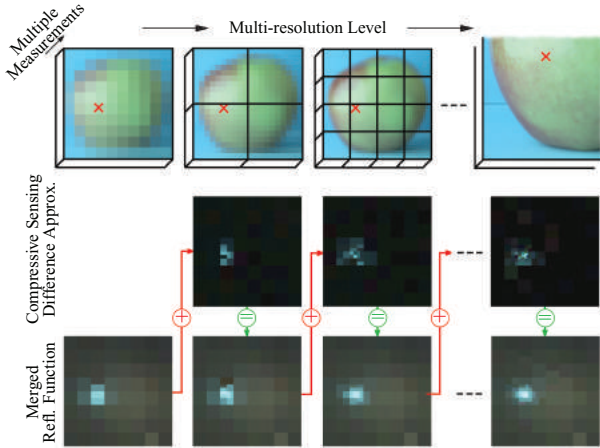 Multiple
Measurements
Multi-resolution Level
Compressive Sensing
Difference Approx.
Merged
Refl. Function